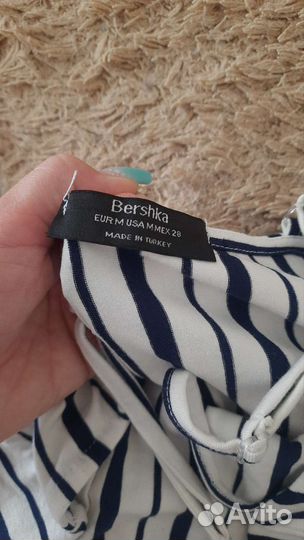 Bershka
EUR M USA M MEX 28
MADE IN TURKEY
Avito